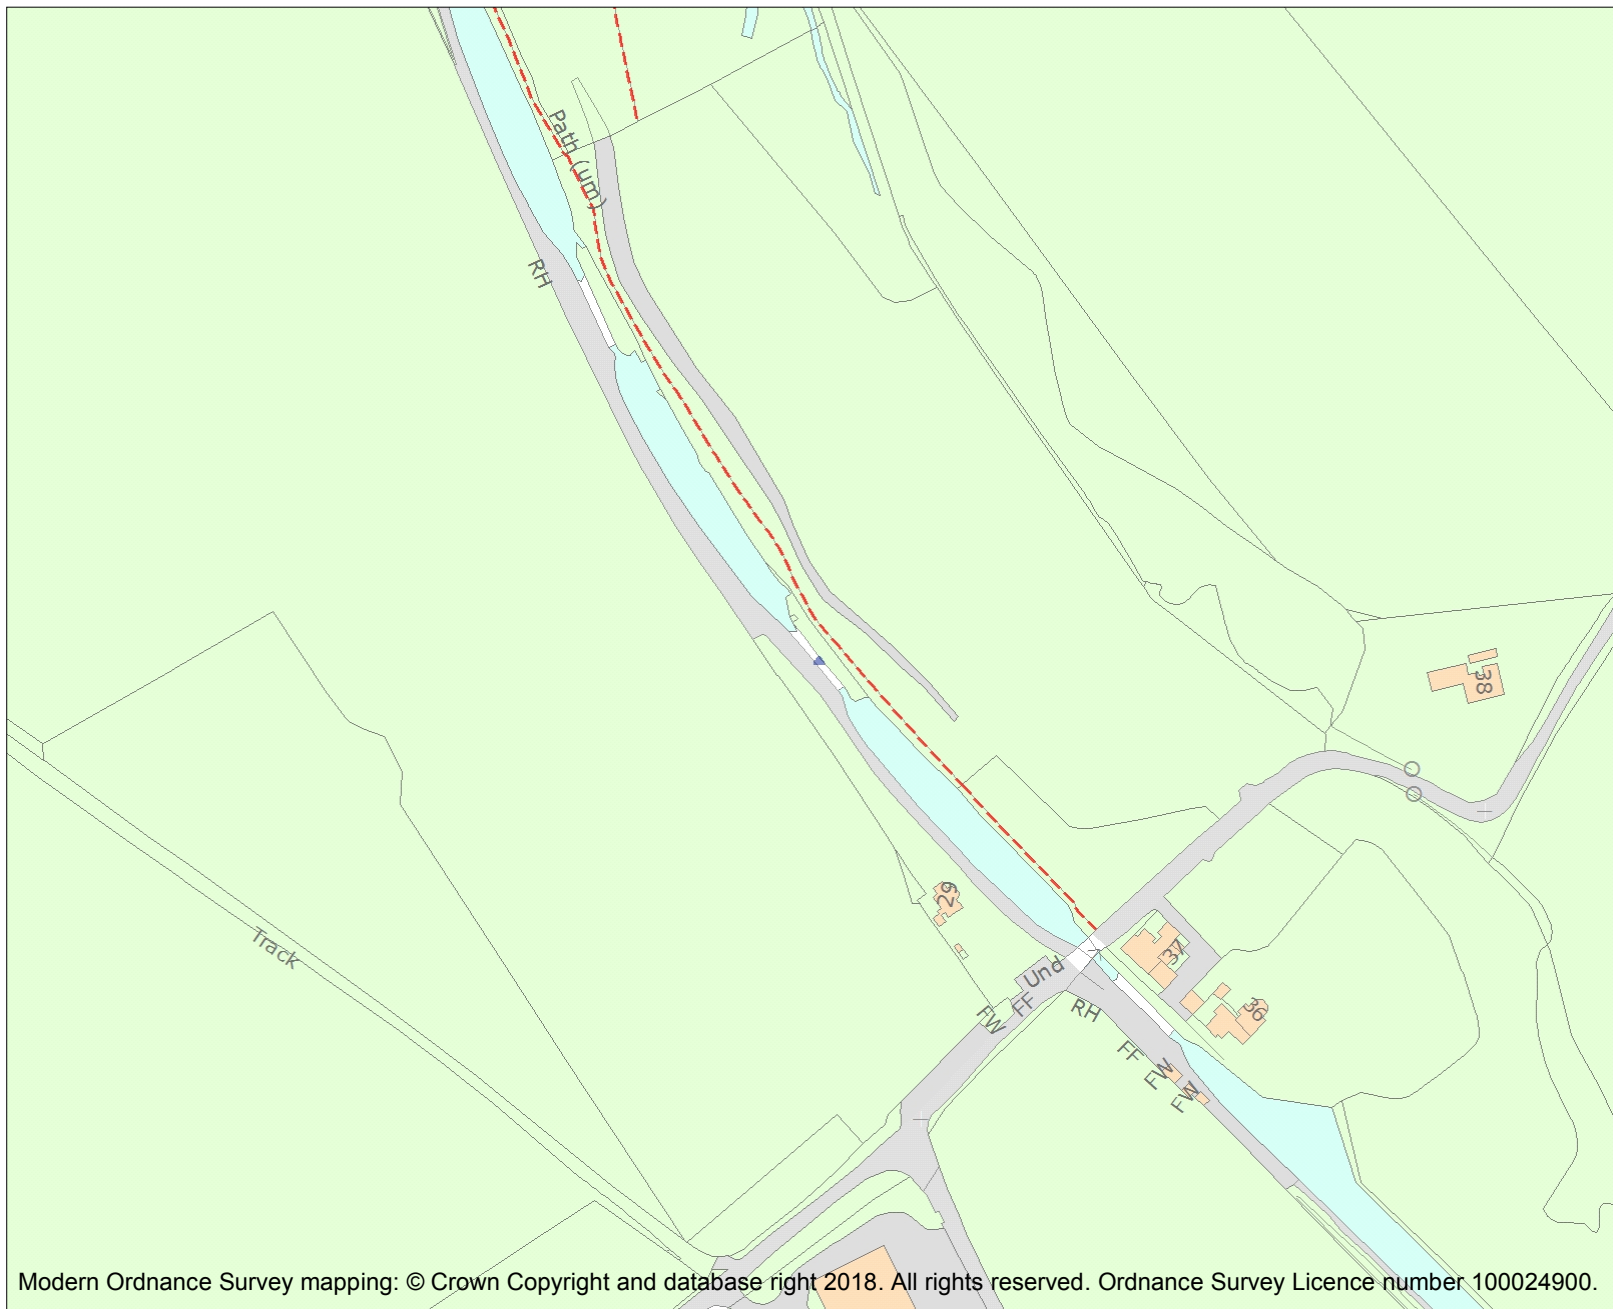 Path (um)
RH
38
29
37
Und
36
FF
FW
RH
Track
FF
FW
FW
Modern Ordnance Survey mapping: © Crown Copyright and database right 2018. All rights reserved. Ordnance Survey Licence number 100024900.